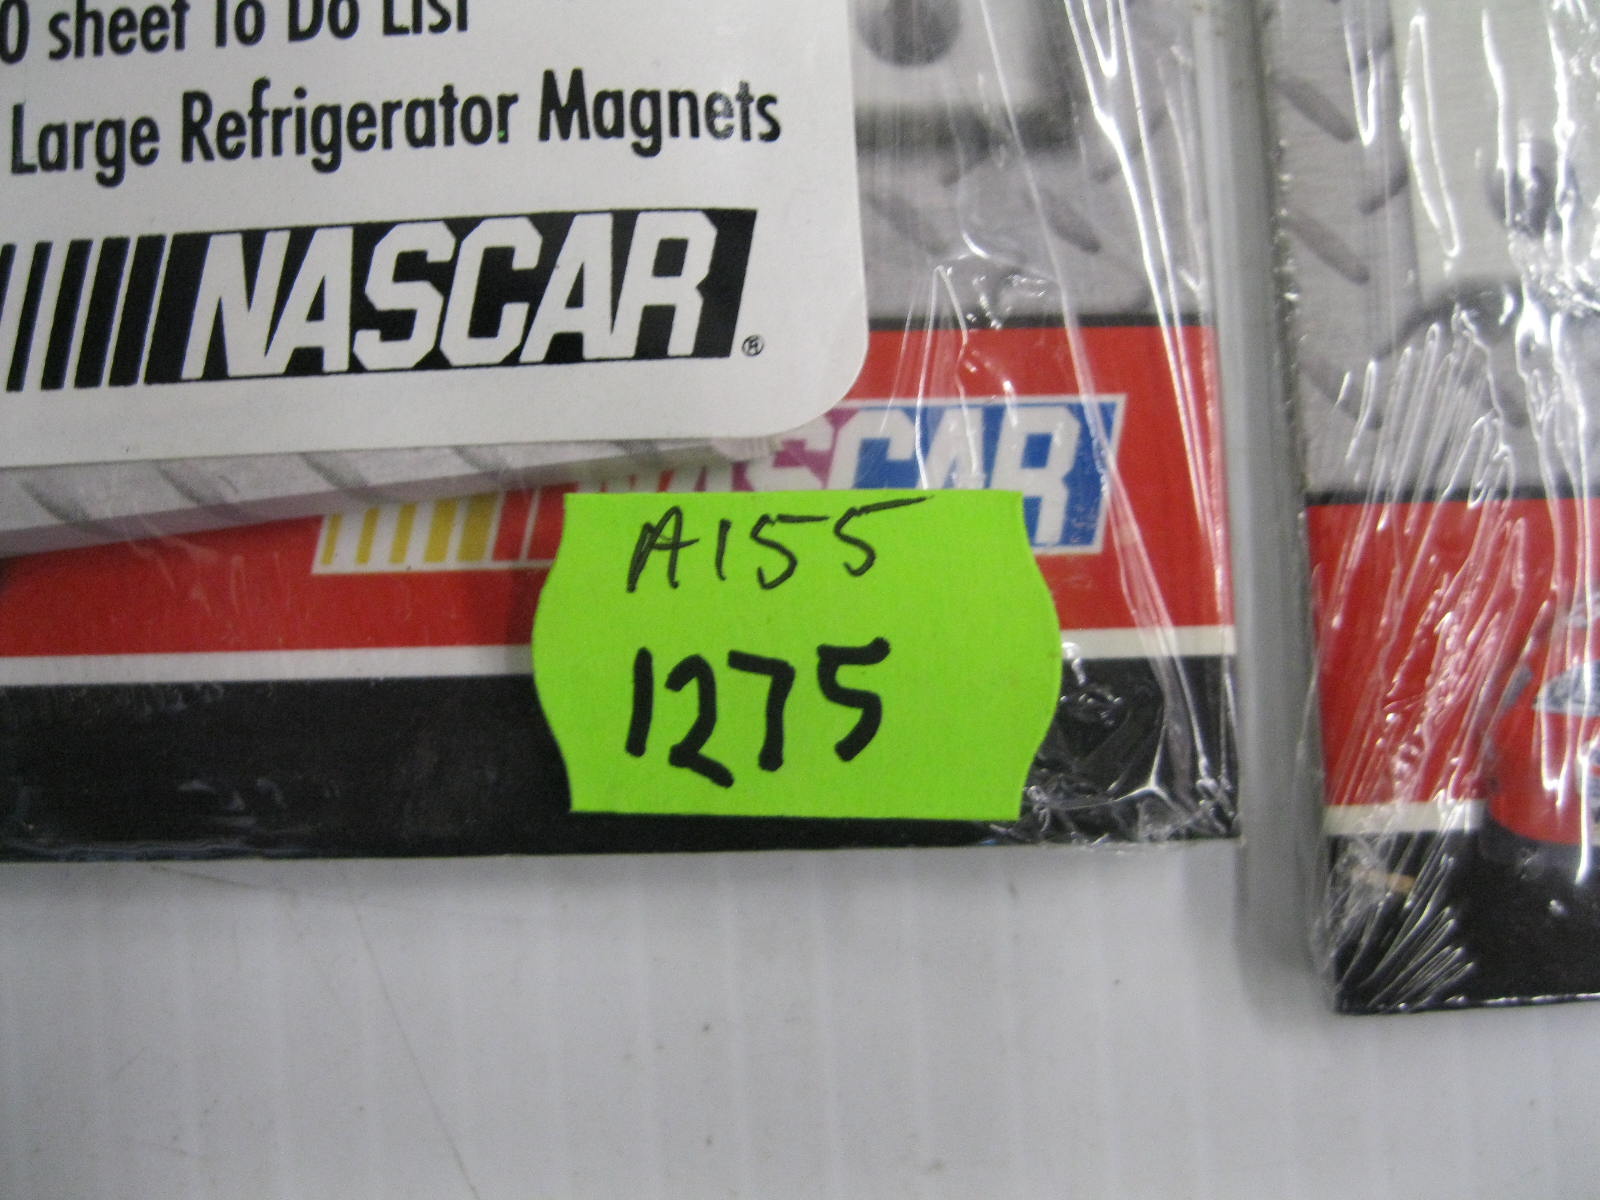 0 sheet To Do List
Large Refrigerator Magnets
NASCAR®
NASCAR
A155
1275